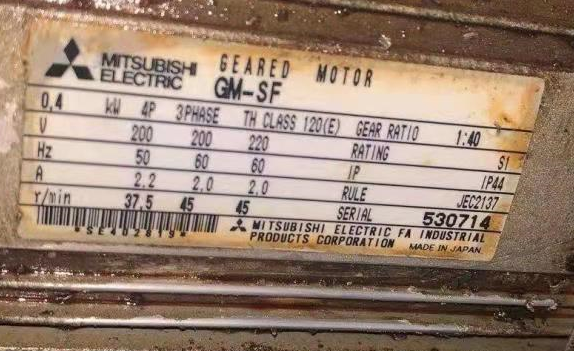 MITSUBISHI ELECTRIC GEARED MOTOR
GM-SF
0,4 kW 4P 3PHASE TH CLASS 120(E) GEAR RATIO 1:40
V 200 200 220 RATING S1
Hz 50 60 60 IP IP44
A 2.2 2.0 2.0 RULE JEC2137
r/min 37.5 45 45 SERIAL 530714
*SE402819* MITSUBISHI ELECTRIC FA INDUSTRIAL
PRODUCTS CORPORATION MADE IN JAPAN